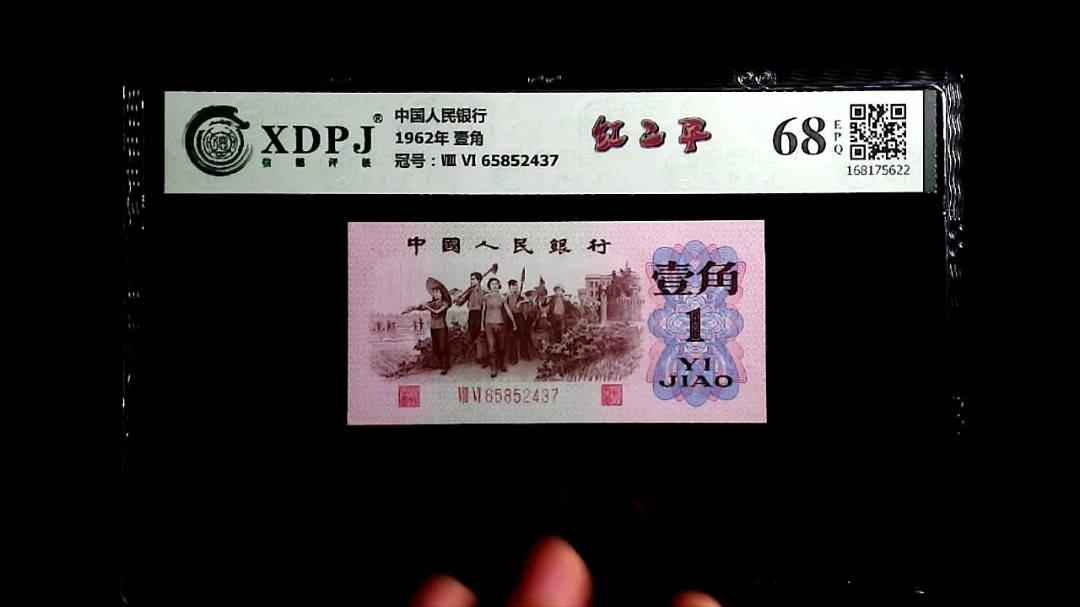 XDPJ®
信德评级
中国人民银行
1962年 壹角
冠号:Ⅷ Ⅵ 65852437
红二平
68
EPQ
168175622
中國人民銀行
壹角
1
YI
JIAO
Ⅷ Ⅵ 65852437